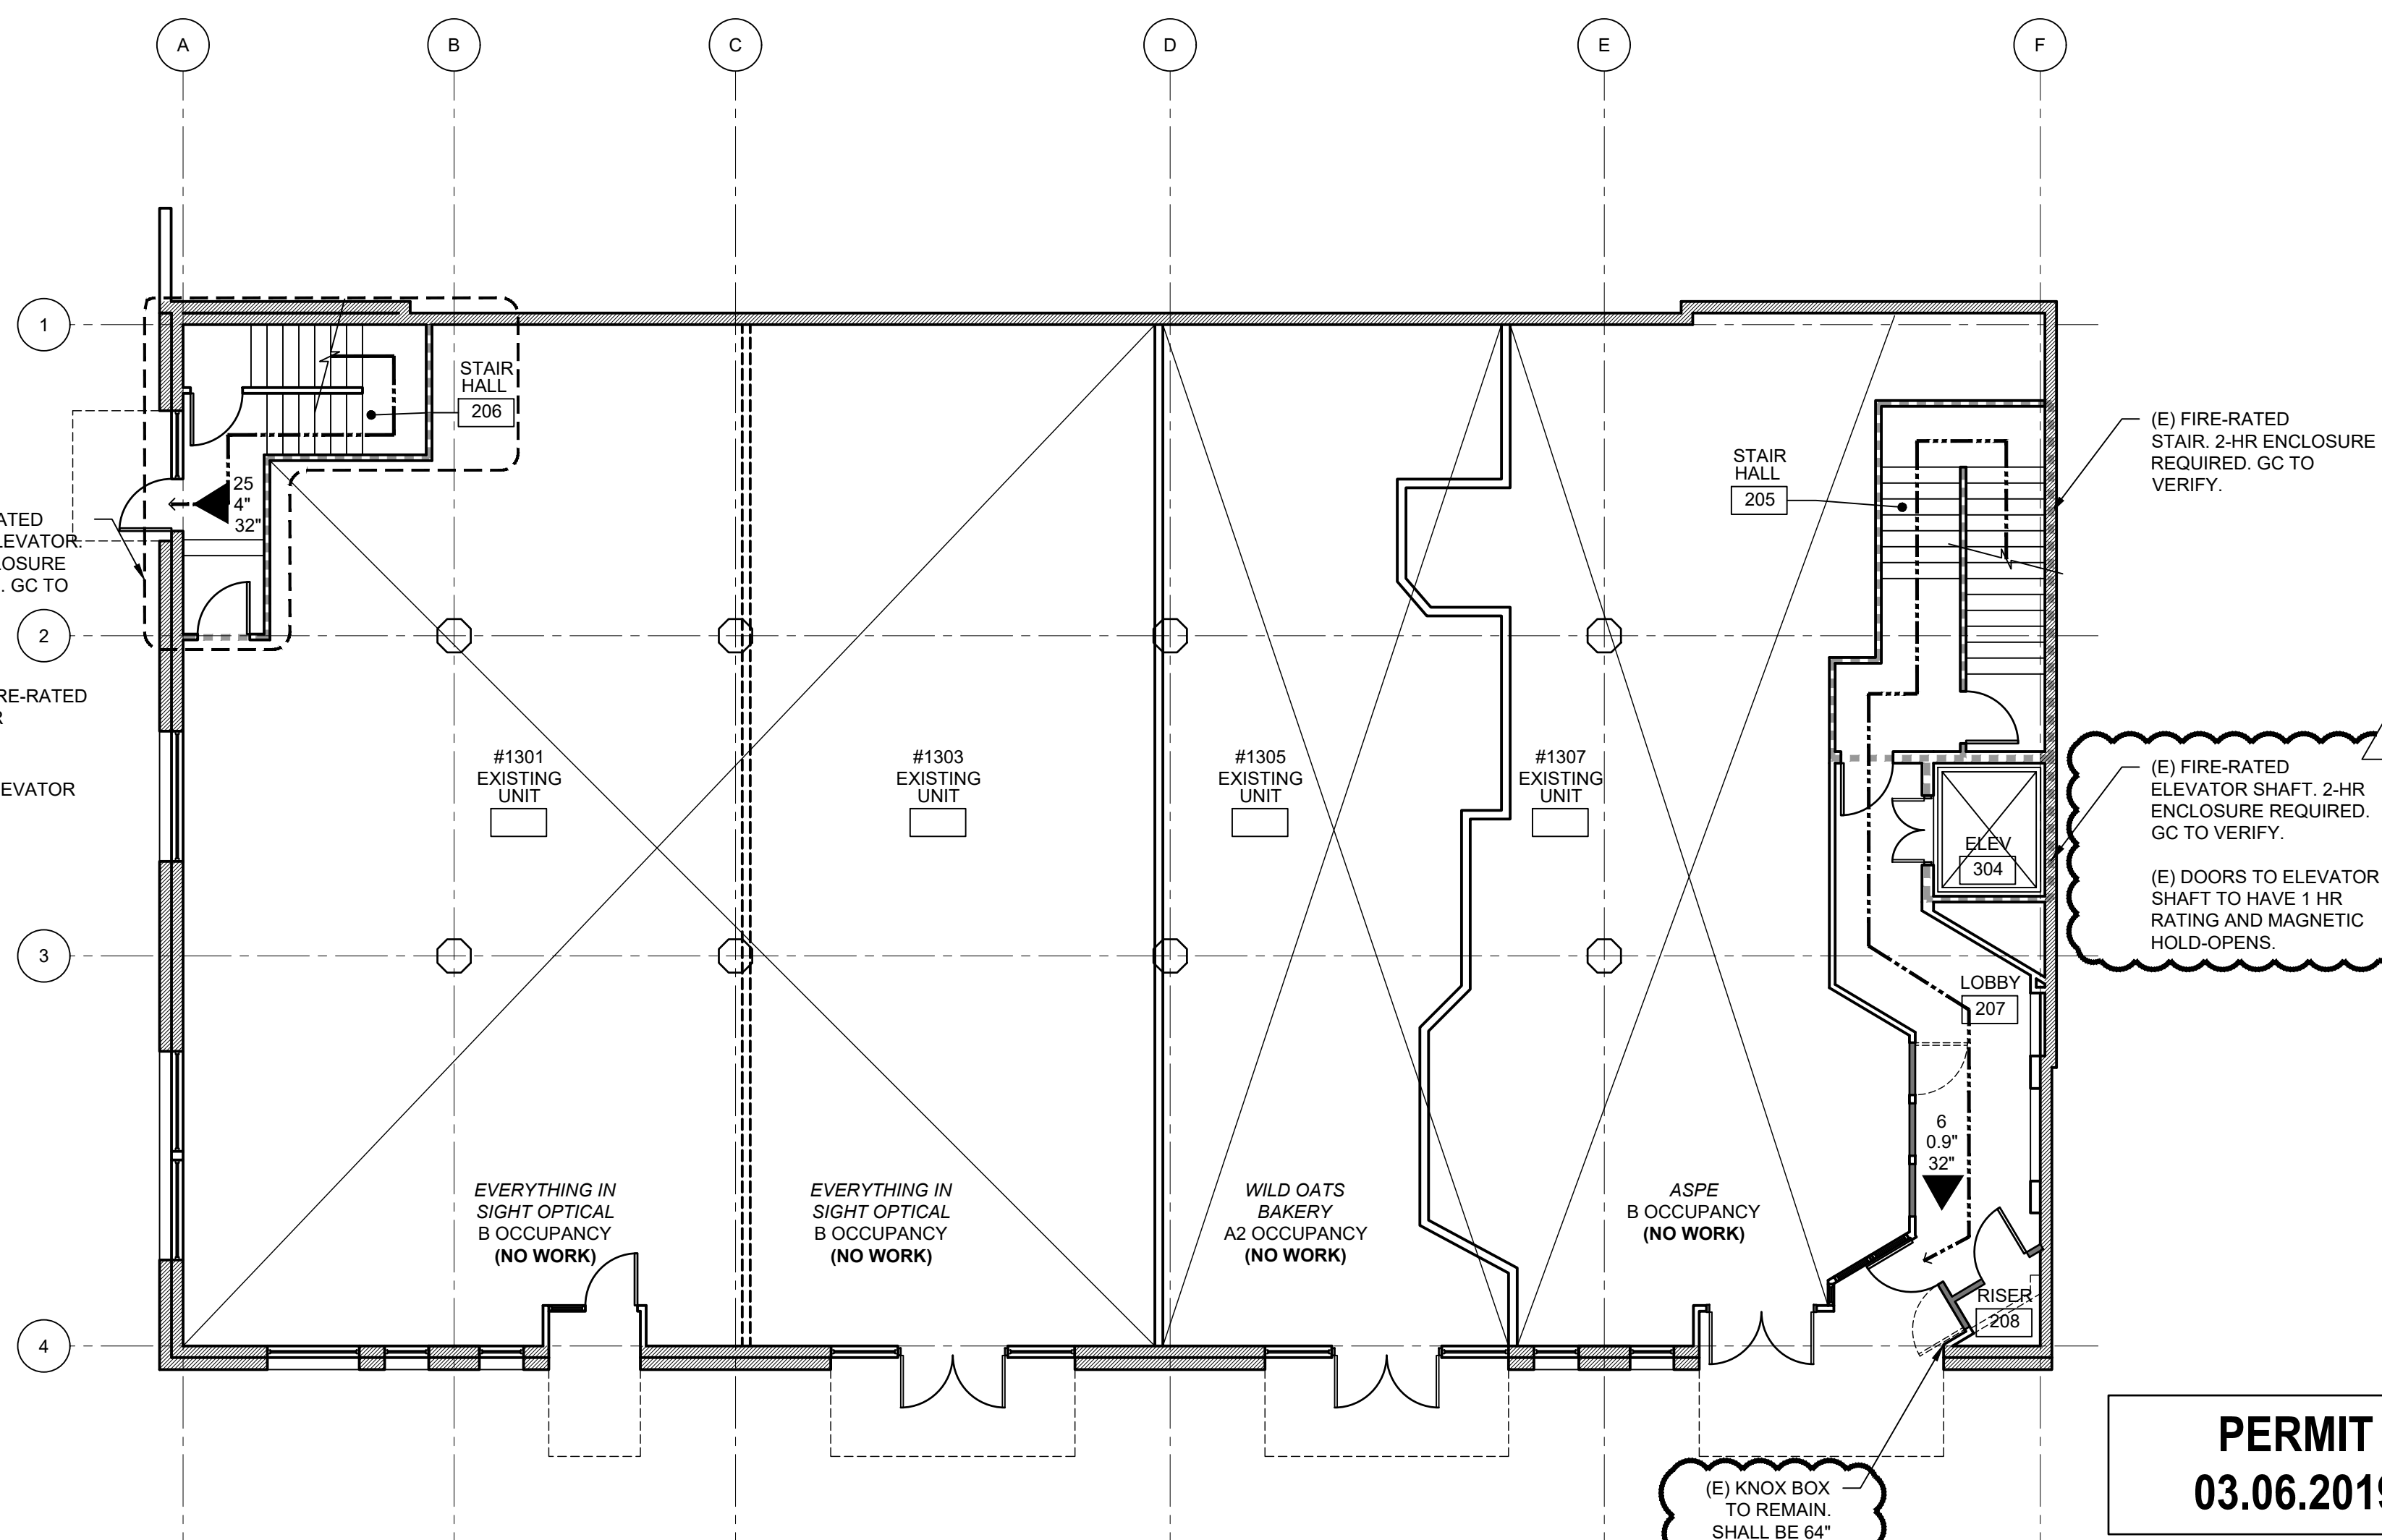 A
B
C
D
E
F
1
2
3
4
STAIR
HALL
206
25
4"
32"
ATED
LEVATOR.
LOSURE
. GC TO
RE-RATED
R
EVATOR
STAIR
HALL
205
(E) FIRE-RATED
STAIR. 2-HR ENCLOSURE
REQUIRED. GC TO
VERIFY.
#1301
EXISTING
UNIT
#1303
EXISTING
UNIT
#1305
EXISTING
UNIT
#1307
EXISTING
UNIT
ELEV
304
(E) FIRE-RATED
ELEVATOR SHAFT. 2-HR
ENCLOSURE REQUIRED.
GC TO VERIFY.
(E) DOORS TO ELEVATOR
SHAFT TO HAVE 1 HR
RATING AND MAGNETIC
HOLD-OPENS.
LOBBY
207
6
0.9"
32"
EVERYTHING IN
SIGHT OPTICAL
B OCCUPANCY
(NO WORK)
EVERYTHING IN
SIGHT OPTICAL
B OCCUPANCY
(NO WORK)
WILD OATS
BAKERY
A2 OCCUPANCY
(NO WORK)
ASPE
B OCCUPANCY
(NO WORK)
RISER
208
(E) KNOX BOX
TO REMAIN.
SHALL BE 64"
PERMIT
03.06.2019